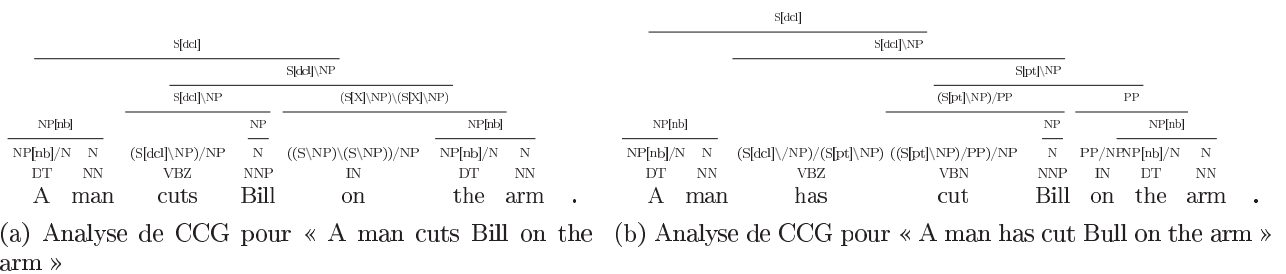 S[dcl]
S[dcl]\NP
S[dcl]\NP (S[X]\NP)\(S[X]\NP)
NP[nb] NP NP[nb]
NP[nb]/N N (S[dcl]\NP)/NP N ((S\NP)\(S\NP))/NP NP[nb]/N N
DT NN VBZ NNP IN DT NN
A man cuts Bill on the arm .
(a) Analyse de CCG pour « A man cuts Bill on the
arm »
S[dcl]
S[dcl]\NP
S[pt]\NP
(S[pt]\NP)/PP PP
NP[nb] NP NP[nb]
NP[nb]/N N (S[dcl]\/NP)/(S[pt]\NP) ((S[pt]\NP)/PP)/NP N PP/NP NP[nb]/N N
DT NN VBZ VBN NNP IN DT NN
A man has cut Bill on the arm .
(b) Analyse de CCG pour « A man has cut Bull on the arm »